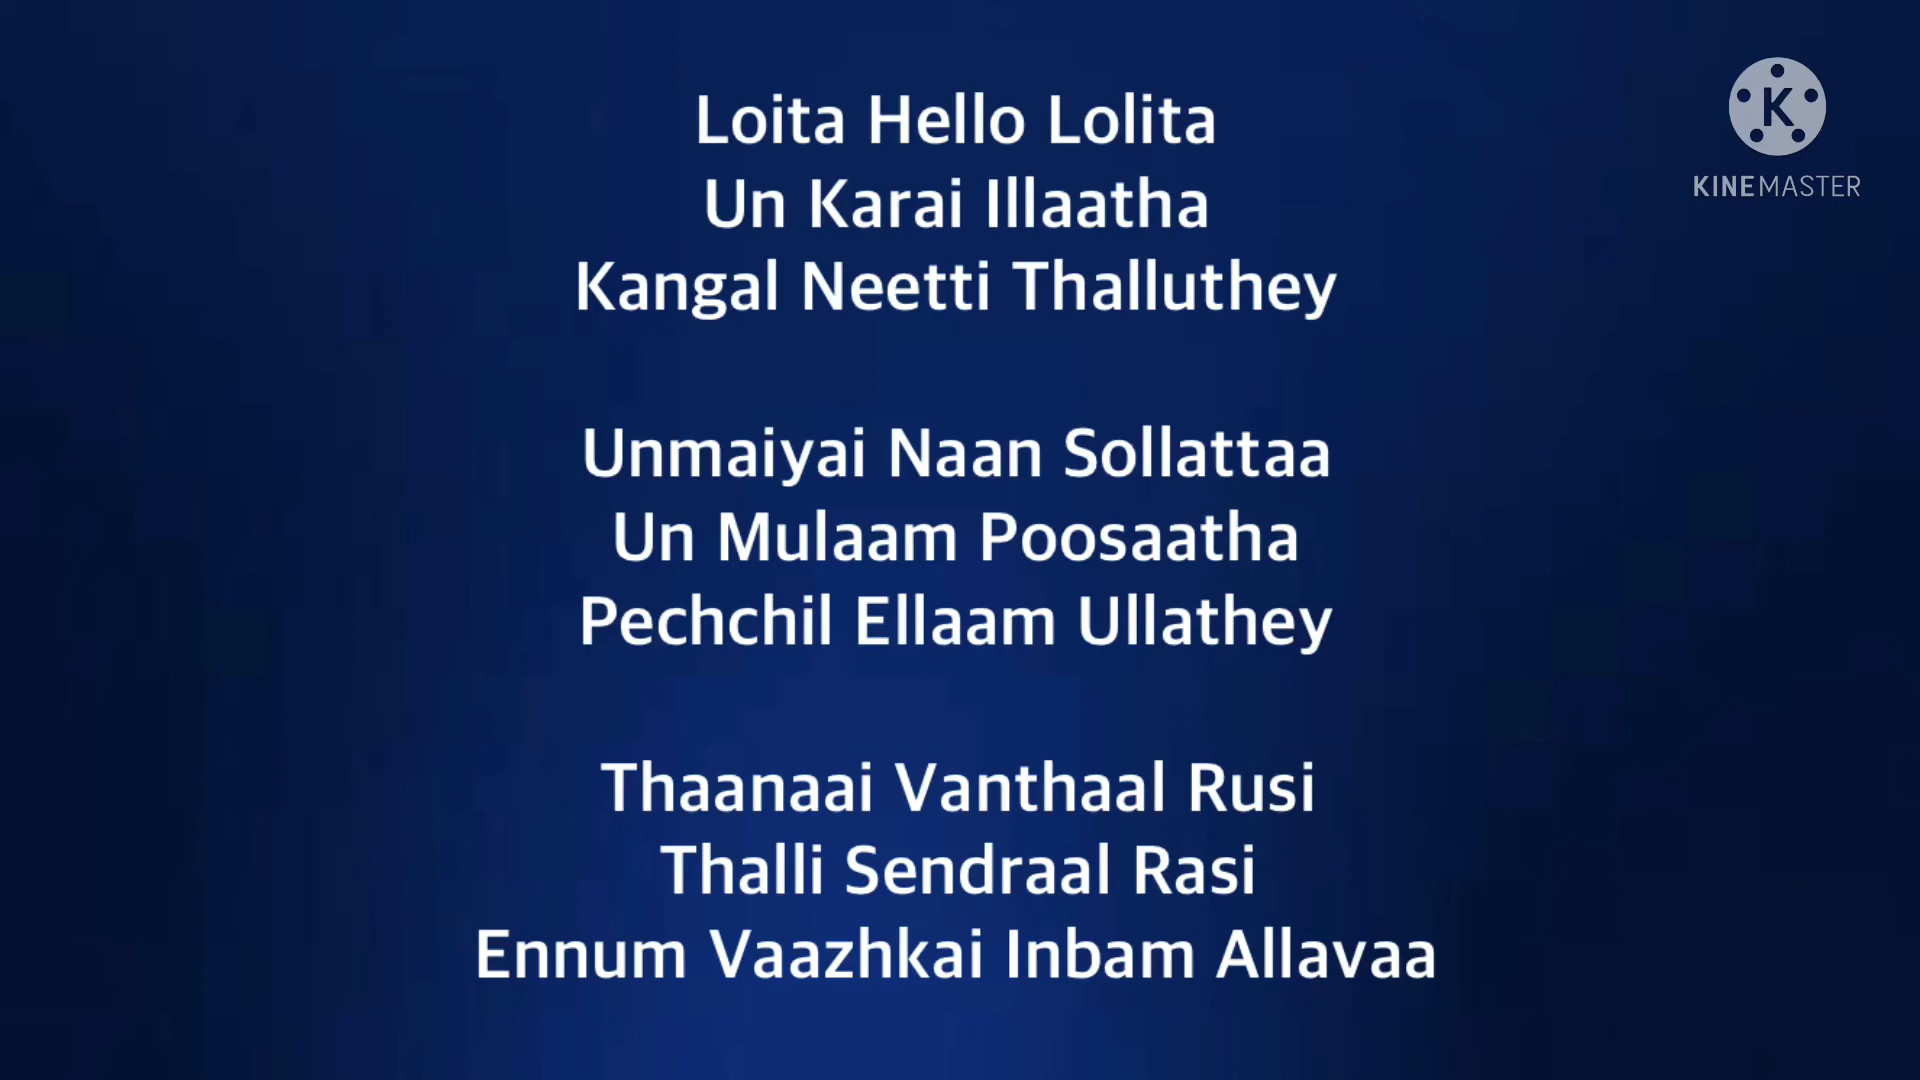 Loita Hello Lolita
Un Karai Illaatha
Kangal Neetti Thalluthey
Unmaiyai Naan Sollattaa
Un Mulaam Poosaatha
Pechchil Ellaam Ullathey
Thaanaai Vanthaal Rusi
Thalli Sendraal Rasi
Ennum Vaazhkai Inbam Allavaa
K
KINEMASTER